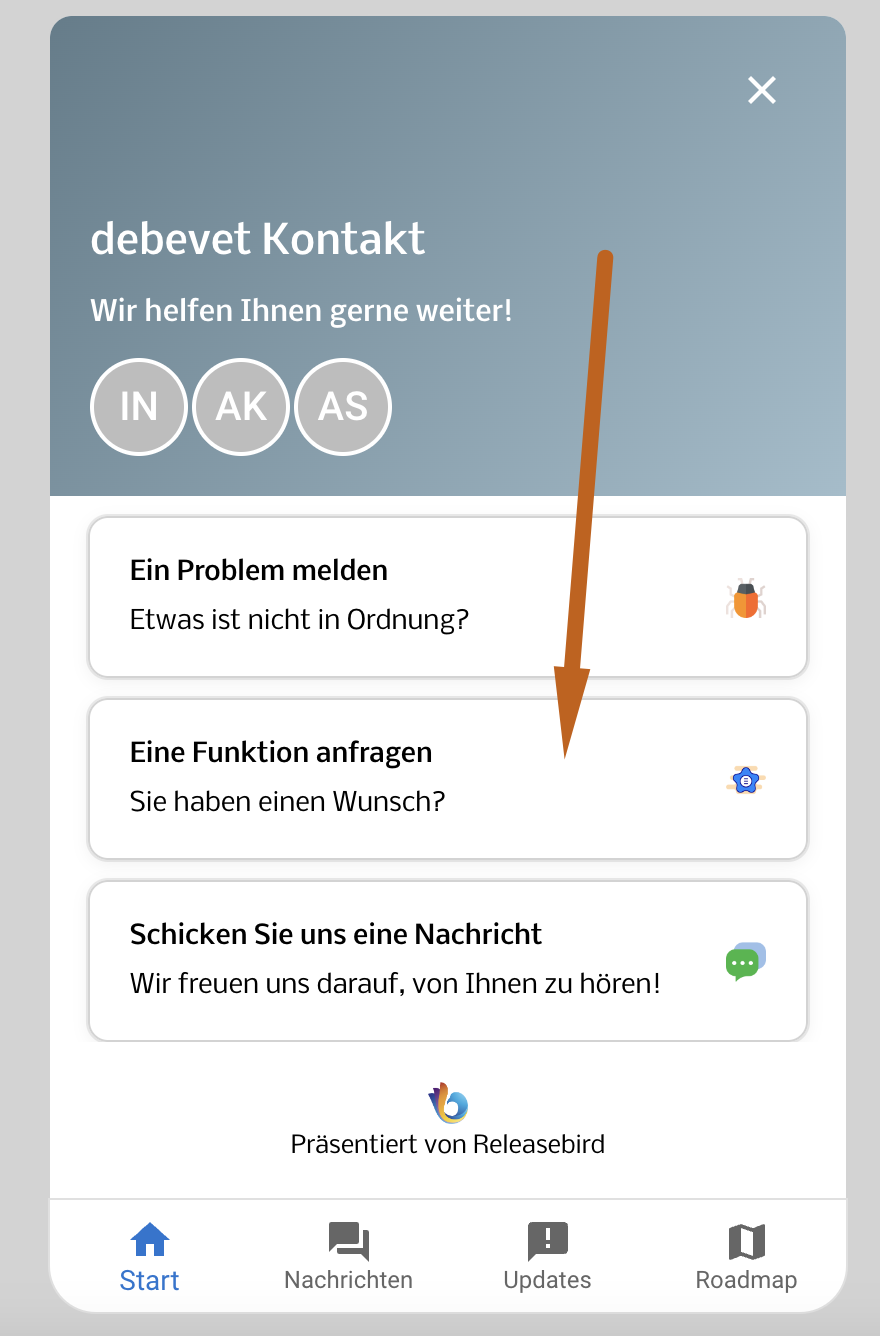 debevet Kontakt
Wir helfen Ihnen gerne weiter!
IN AK AS
Ein Problem melden
Etwas ist nicht in Ordnung?
Eine Funktion anfragen
Sie haben einen Wunsch?
Schicken Sie uns eine Nachricht
Wir freuen uns darauf, von Ihnen zu hören!
Präsentiert von Releasebird
Start Nachrichten Updates Roadmap